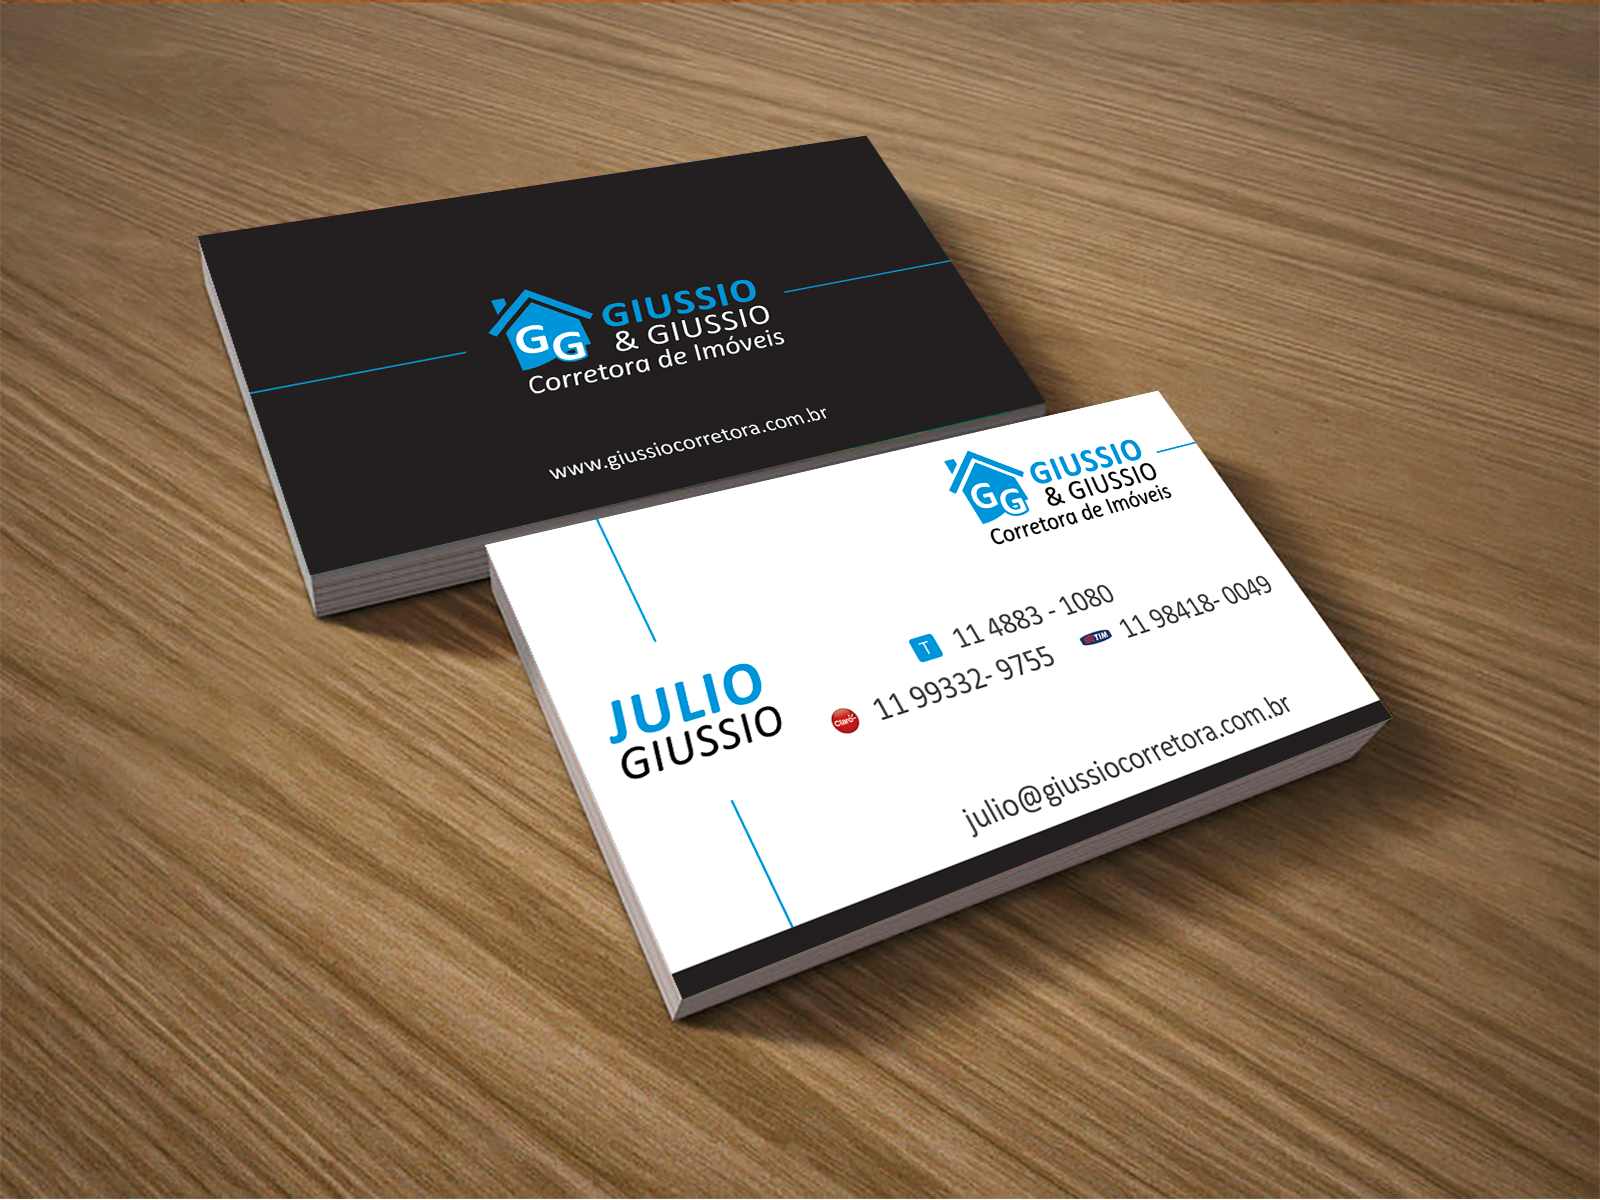 GG
GIUSSIO
& GIUSSIO
Corretora de Imóveis
www.giussiocorretora.com.br
GG
GIUSSIO
& GIUSSIO
Corretora de Imóveis
T 11 4883 - 1080
Claro 11 99332- 9755
TIM 11 98418- 0049
JULIO
GIUSSIO
julio@giussiocorretora.com.br